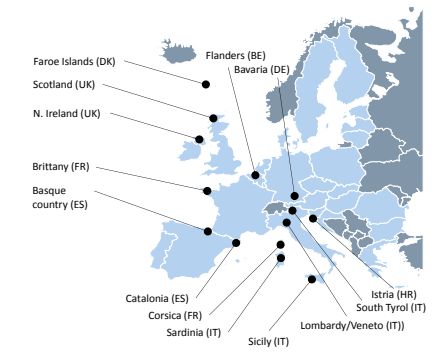 Flanders (BE)
Faroe Islands (DK)
Bavaria (DE)
Scotland (UK)
N. Ireland (UK)
Brittany (FR)
Basque
country (ES)
Catalonia (ES)
Istria (HR)
Corsica (FR)
South Tyrol (IT)
Sardinia (IT)
Lombardy/Veneto (IT))
Sicily (IT)